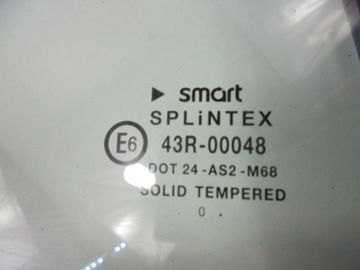 smart
SPLiNTEX
E6 43R-00048
DOT 24-AS2-M68
SOLID TEMPERED
0 .